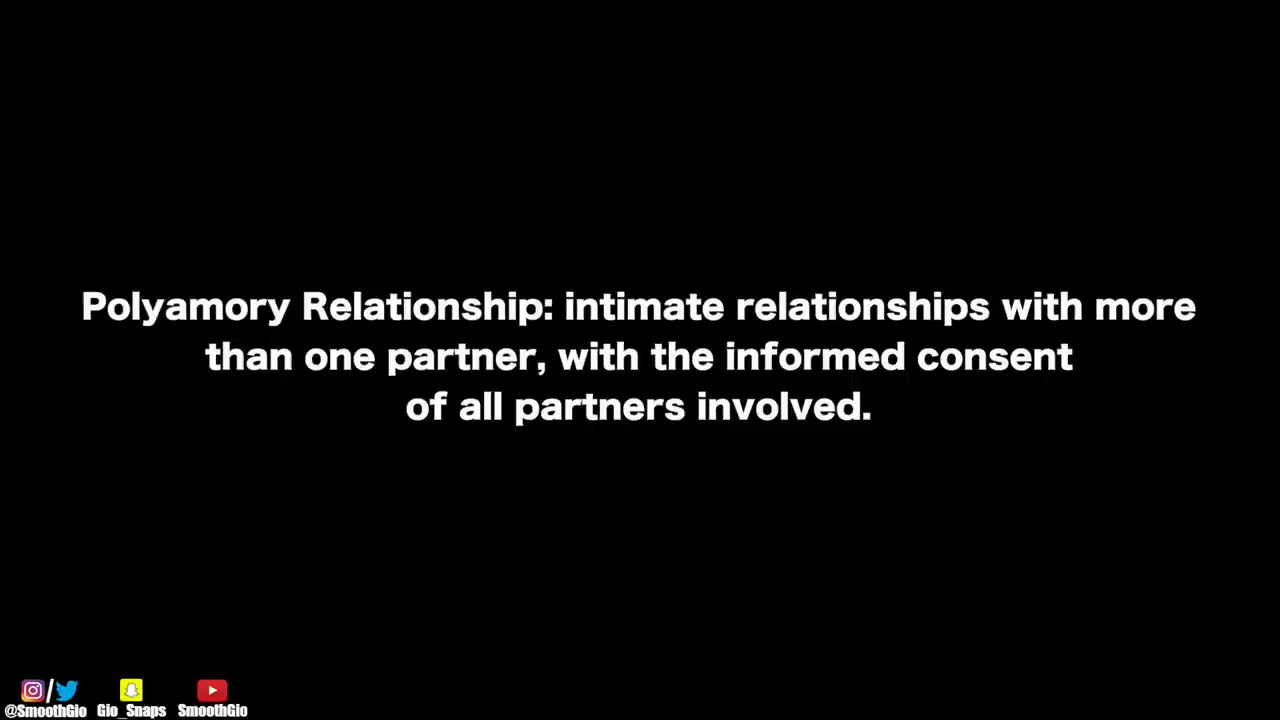 Polyamory Relationship: intimate relationships with more
than one partner, with the informed consent
of all partners involved.
@SmoothGio Gio_Snaps SmoothGio